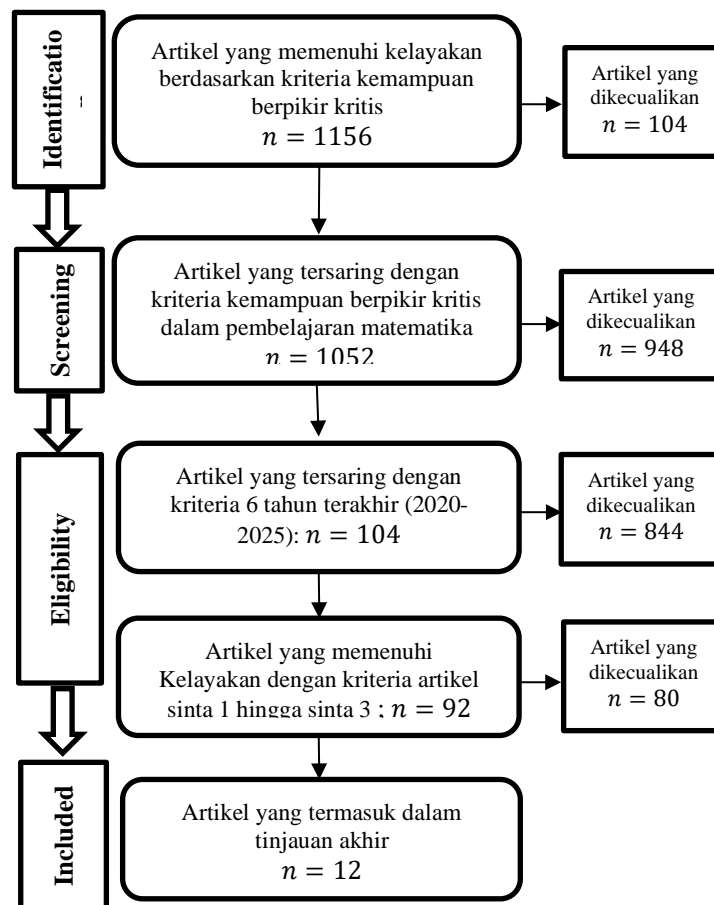 Identificatio
Artikel yang memenuhi kelayakan
berdasarkan kriteria kemampuan
berpikir kritis
n = 1156
Artikel yang
dikecualikan
n = 104
Screening
Artikel yang tersaring dengan
kriteria kemampuan berpikir kritis
dalam pembelajaran matematika
n = 1052
Artikel yang
dikecualikan
n = 948
Eligibility
Artikel yang tersaring dengan
kriteria 6 tahun terakhir (2020-
2025): n = 104
Artikel yang
dikecualikan
n = 844
Artikel yang memenuhi
Kelayakan dengan kriteria artikel
sinta 1 hingga sinta 3 ; n = 92
Artikel yang
dikecualikan
n = 80
Included
Artikel yang termasuk dalam
tinjauan akhir
n = 12